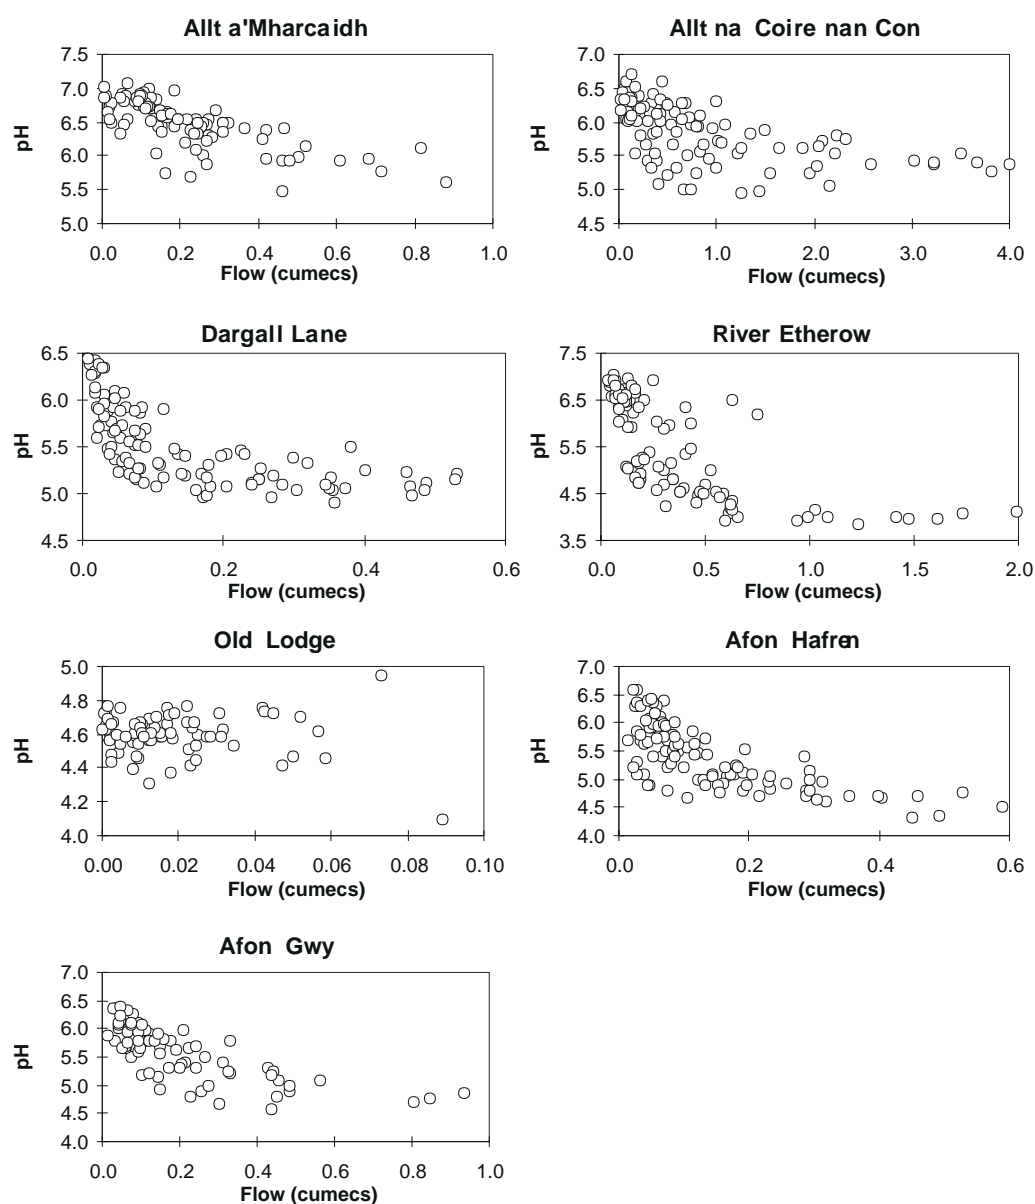 Allt a'Mharcaidh
7.5
7.0
6.5
6.0
5.5
5.0
pH
0.0 0.2 0.4 0.6 0.8 1.0
Flow (cumecs)
Allt na Coire nan Con
7.0
6.5
6.0
5.5
5.0
4.5
pH
0.0 1.0 2.0 3.0 4.0
Flow (cumecs)
Dargall Lane
6.5
6.0
5.5
5.0
4.5
pH
0.0 0.2 0.4 0.6
Flow (cumecs)
River Etherow
7.5
6.5
5.5
4.5
3.5
pH
0.0 0.5 1.0 1.5 2.0
Flow (cumecs)
Old Lodge
5.0
4.8
4.6
4.4
4.2
4.0
pH
0.00 0.02 0.04 0.06 0.08 0.10
Flow (cumecs)
Afon Hafren
7.0
6.5
6.0
5.5
5.0
4.5
4.0
pH
0.0 0.2 0.4 0.6
Flow (cumecs)
Afon Gwy
7.0
6.5
6.0
5.5
5.0
4.5
4.0
pH
0.0 0.2 0.4 0.6 0.8 1.0
Flow (cumecs)